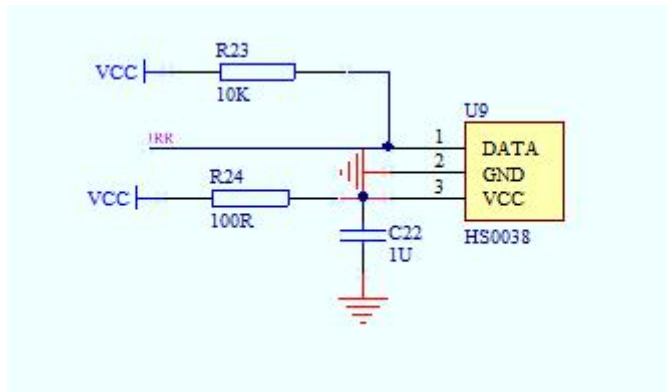 R23
VCC
10K
U9
IRR
1
DATA
2
GND
R24
3
VCC
VCC
100R
C22
HS0038
1U